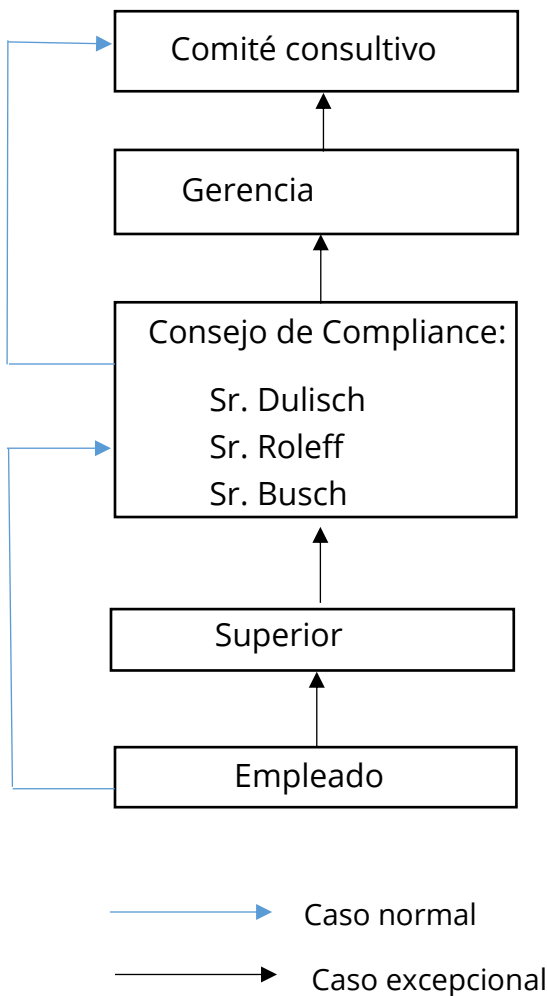 Comité consultivo
Gerencia
Consejo de Compliance:
Sr. Dulisch
Sr. Roleff
Sr. Busch
Superior
Empleado
Caso normal
Caso excepcional